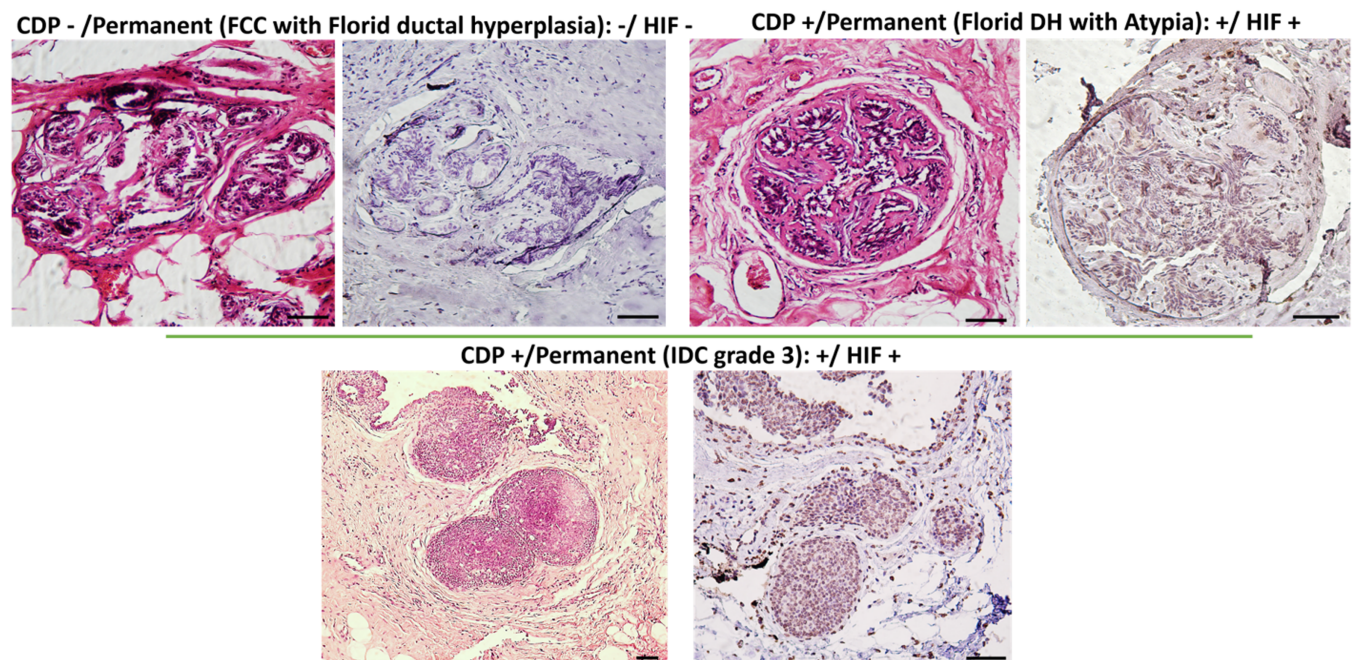 CDP - /Permanent (FCC with Florid ductal hyperplasia): -/ HIF -
CDP +/Permanent (Florid DH with Atypia): +/ HIF +
CDP +/Permanent (IDC grade 3): +/ HIF +